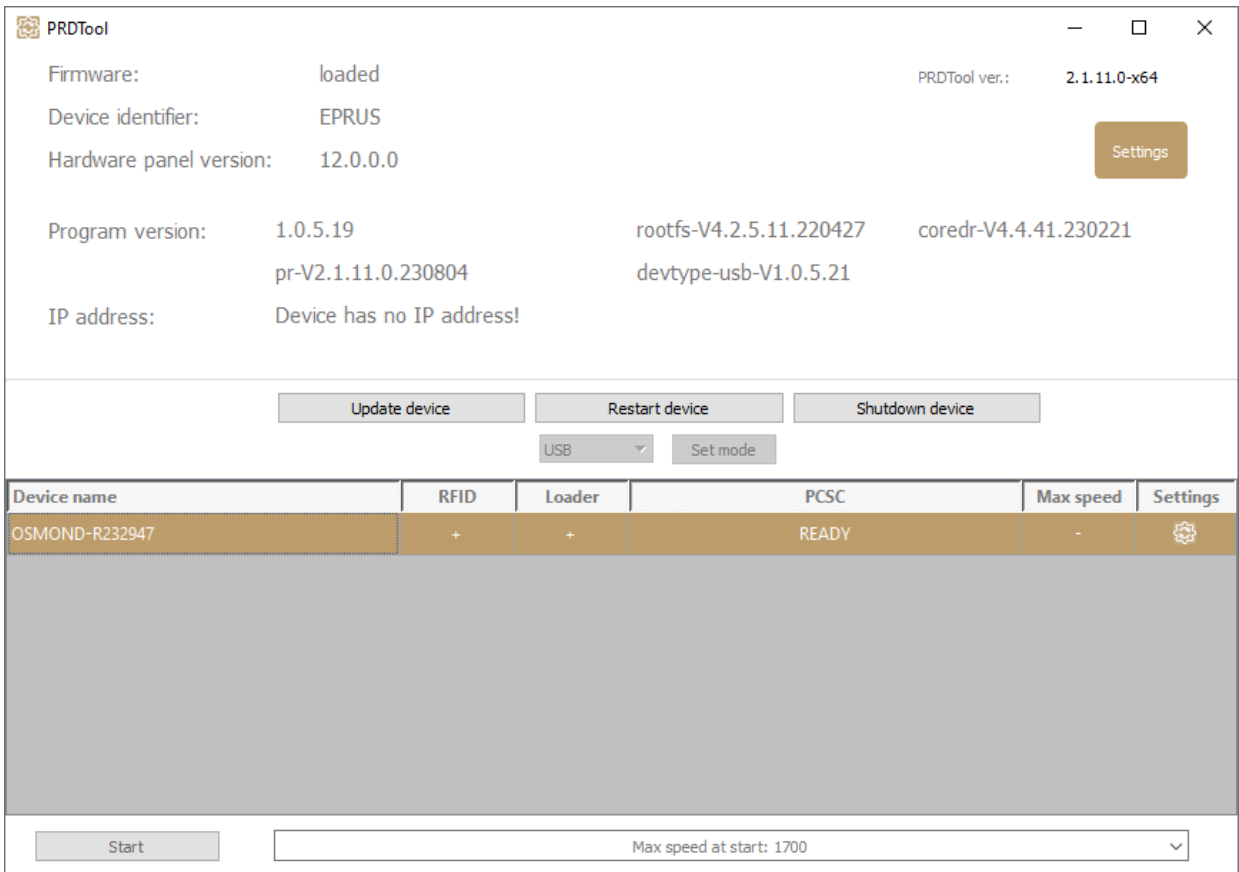 PRDTool
Firmware: loaded PRDTool ver.: 2.1.11.0-x64
Device identifier: EPRUS
Settings
Hardware panel version: 12.0.0.0
Program version: 1.0.5.19 rootfs-V4.2.5.11.220427 coredr-V4.4.41.230221
pr-V2.1.11.0.230804 devtype-usb-V1.0.5.21
IP address: Device has no IP address!
Update device Restart device Shutdown device
USB Set mode
Device name RFID Loader PCSC Max speed Settings
OSMOND-R232947 + + READY -
Start Max speed at start: 1700